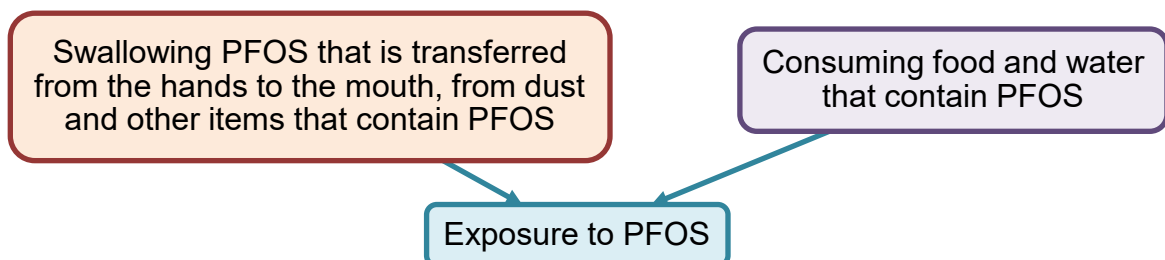 Swallowing PFOS that is transferred
from the hands to the mouth, from dust
and other items that contain PFOS
Consuming food and water
that contain PFOS
Exposure to PFOS